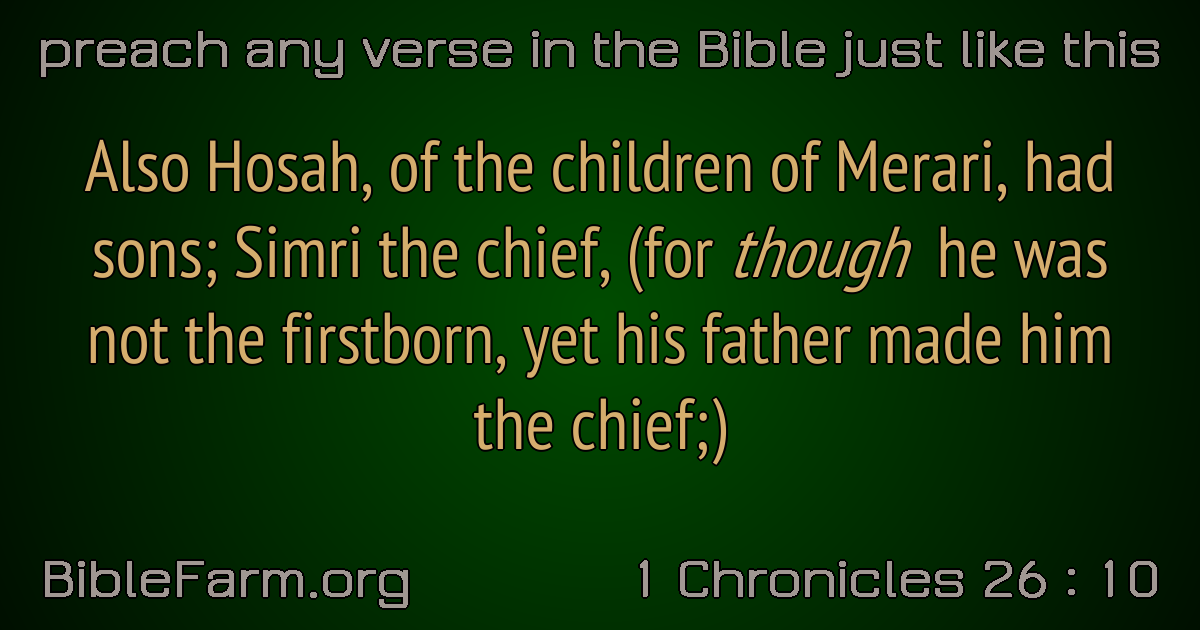 preach any verse in the Bible just like this
Also Hosah, of the children of Merari, had
sons; Simri the chief, (for though he was
not the firstborn, yet his father made him
the chief;)
BibleFarm.org
1 Chronicles 26 : 10